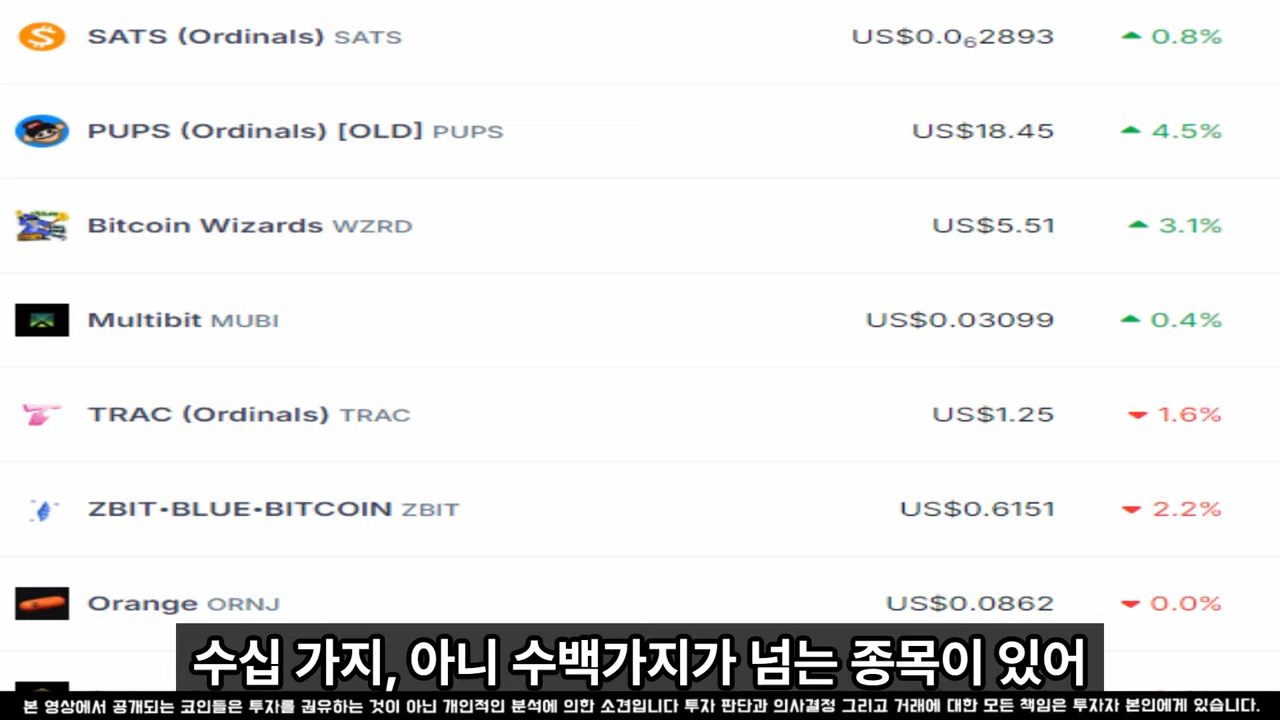 SATS (Ordinals) SATS US$0.0₆2893 0.8%
PUPS (Ordinals) [OLD] PUPS US$18.45 4.5%
Bitcoin Wizards WZRD US$5.51 3.1%
Multibit MUBI US$0.03099 0.4%
TRAC (Ordinals) TRAC US$1.25 1.6%
ZBIT•BLUE•BITCOIN ZBIT US$0.6151 2.2%
Orange ORNJ US$0.0862 0.0%
수십 가지, 아니 수백가지가 넘는 종목이 있어
본 영상에서 공개되는 코인들은 투자를 권유하는 것이 아닌 개인적인 분석에 의한 소견입니다 투자 판단과 의사결정 그리고 거래에 대한 모든 책임은 투자자 본인에게 있습니다.